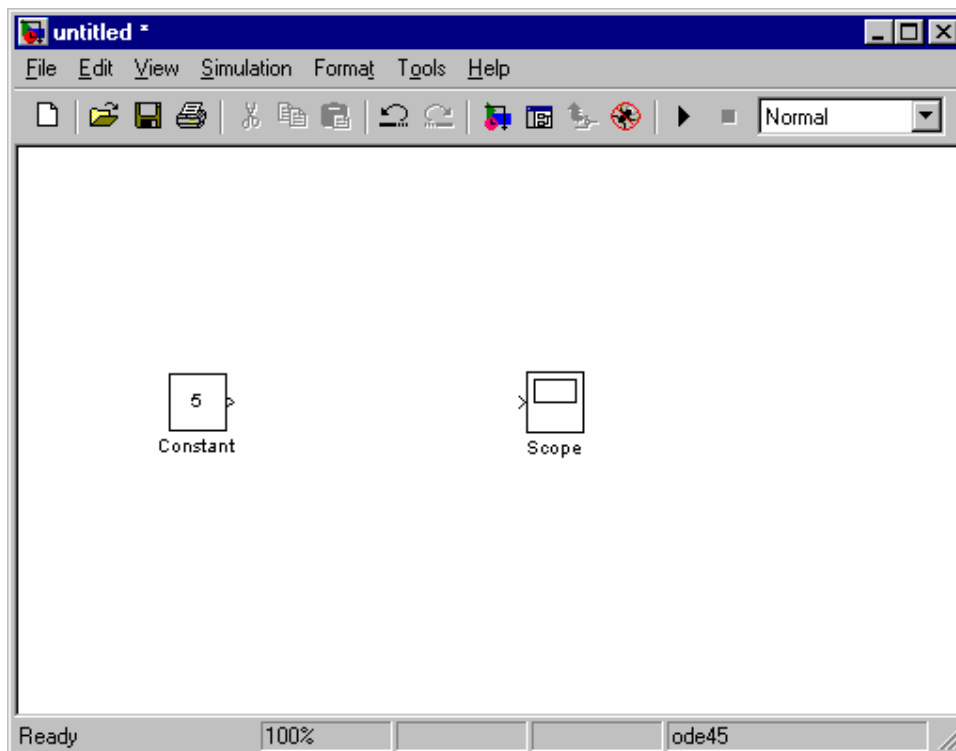 untitled *
File Edit View Simulation Format Tools Help
Normal
5
Constant
Scope
Ready 100% ode45